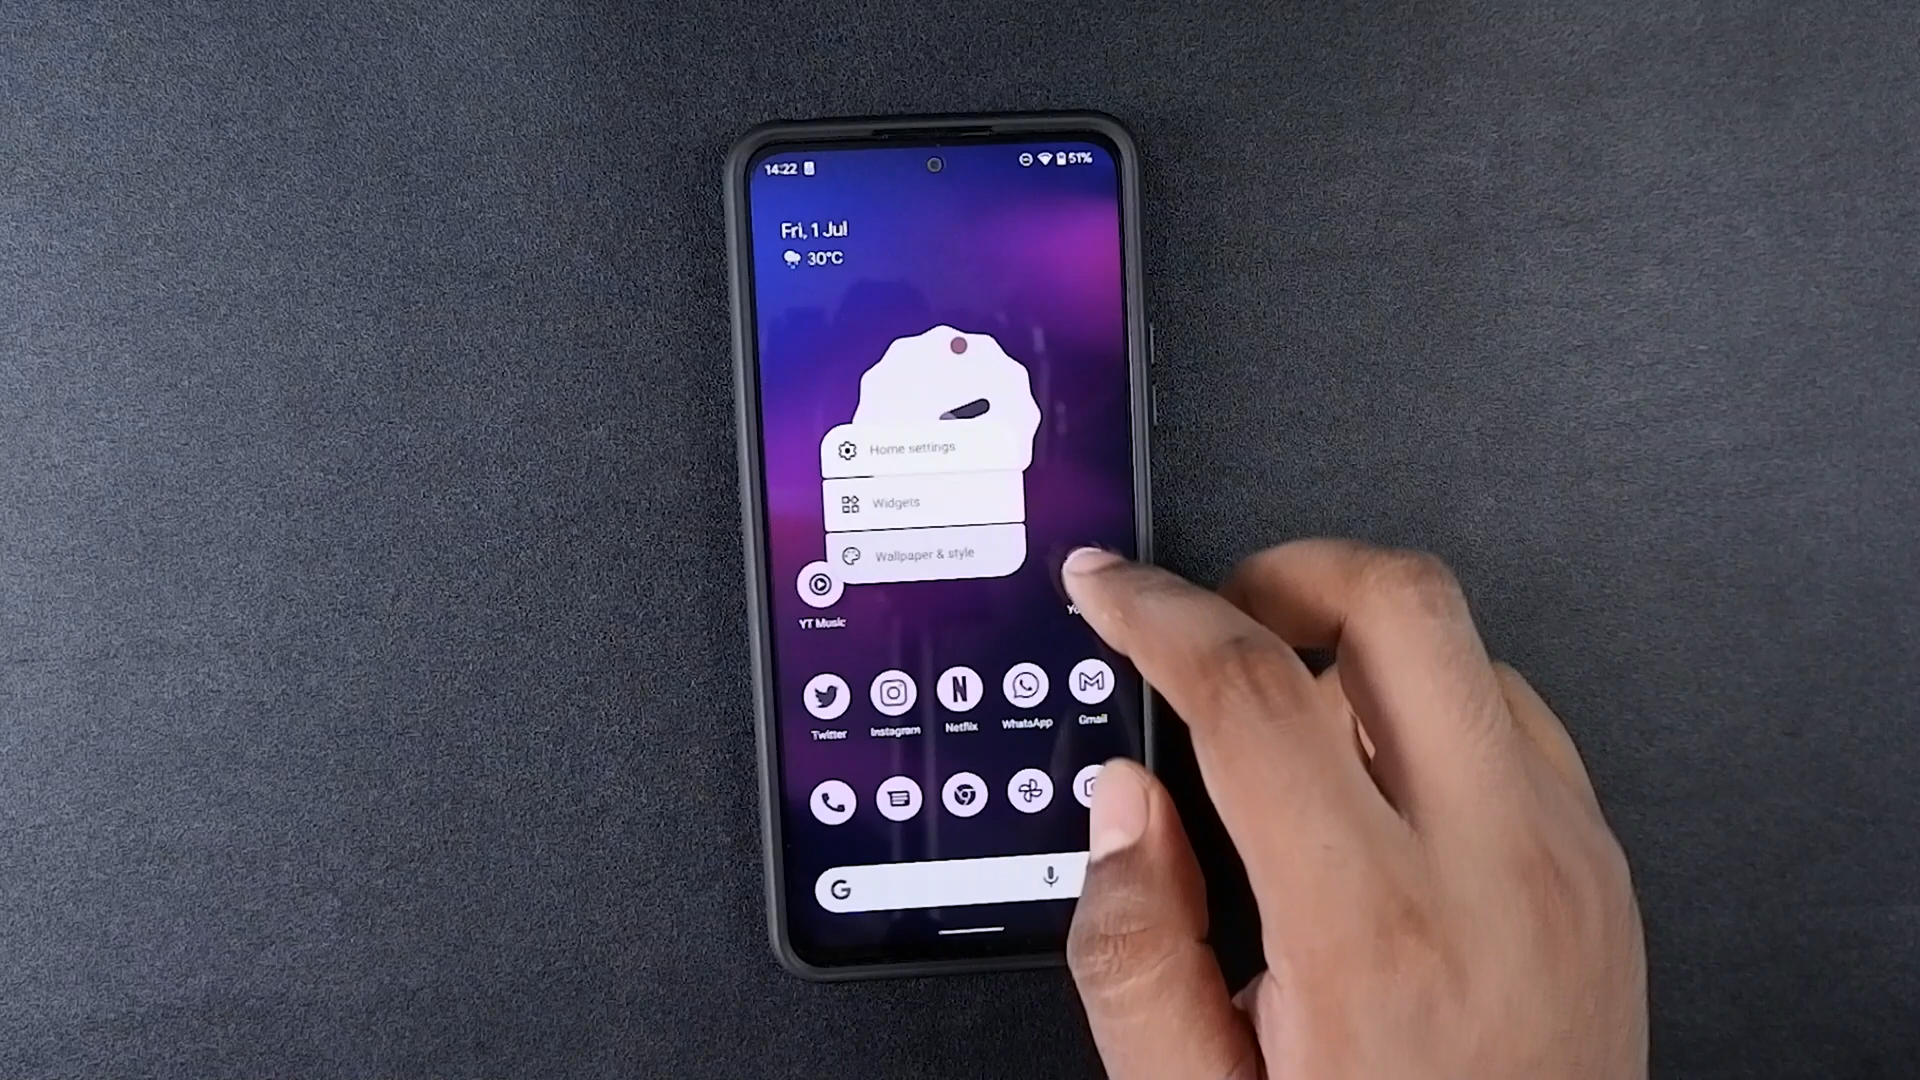 14:22
51%
Fri, 1 Jul
30°C
Home settings
Widgets
Wallpaper & style
YT Music
Twitter
Instagram
Netflix
WhatsApp
Gmail
G